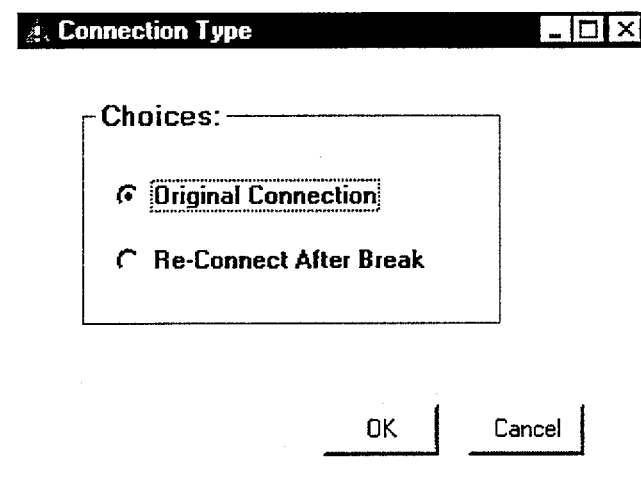 Connection Type
Choices:
Original Connection
Re-Connect After Break
OK Cancel